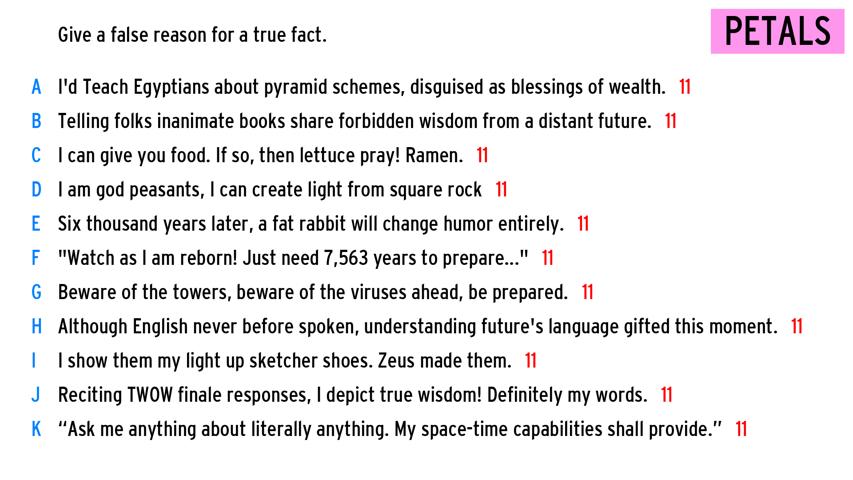 Give a false reason for a true fact.
PETALS
A I'd Teach Egyptians about pyramid schemes, disguised as blessings of wealth. 11
B Telling folks inanimate books share forbidden wisdom from a distant future. 11
C I can give you food. If so, then lettuce pray! Ramen. 11
D I am god peasants, I can create light from square rock 11
E Six thousand years later, a fat rabbit will change humor entirely. 11
F "Watch as I am reborn! Just need 7,563 years to prepare..." 11
G Beware of the towers, beware of the viruses ahead, be prepared. 11
H Although English never before spoken, understanding future's language gifted this moment. 11
I I show them my light up sketcher shoes. Zeus made them. 11
J Reciting TWOW finale responses, I depict true wisdom! Definitely my words. 11
K “Ask me anything about literally anything. My space-time capabilities shall provide.” 11